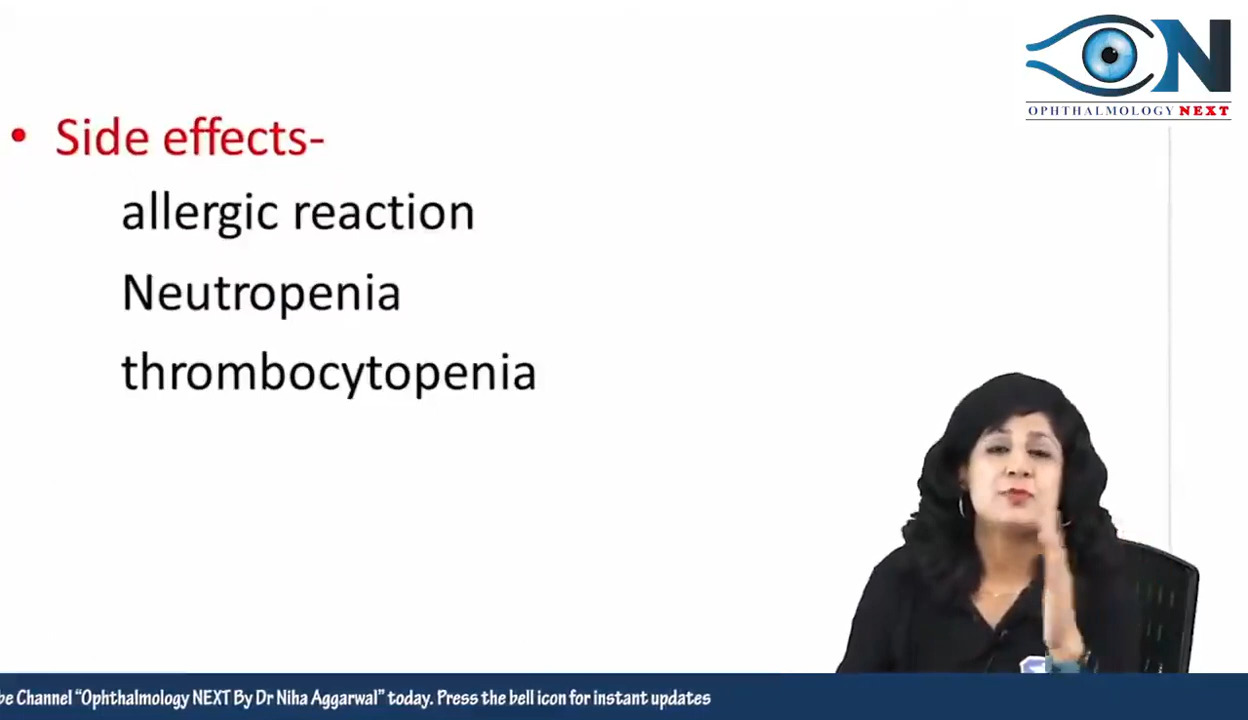 OPHTHALMOLOGY NEXT
• Side effects-
allergic reaction
Neutropenia
thrombocytopenia
Channel "Ophthalmology NEXT By Dr Niha Aggarwal" today. Press the bell icon for instant updates